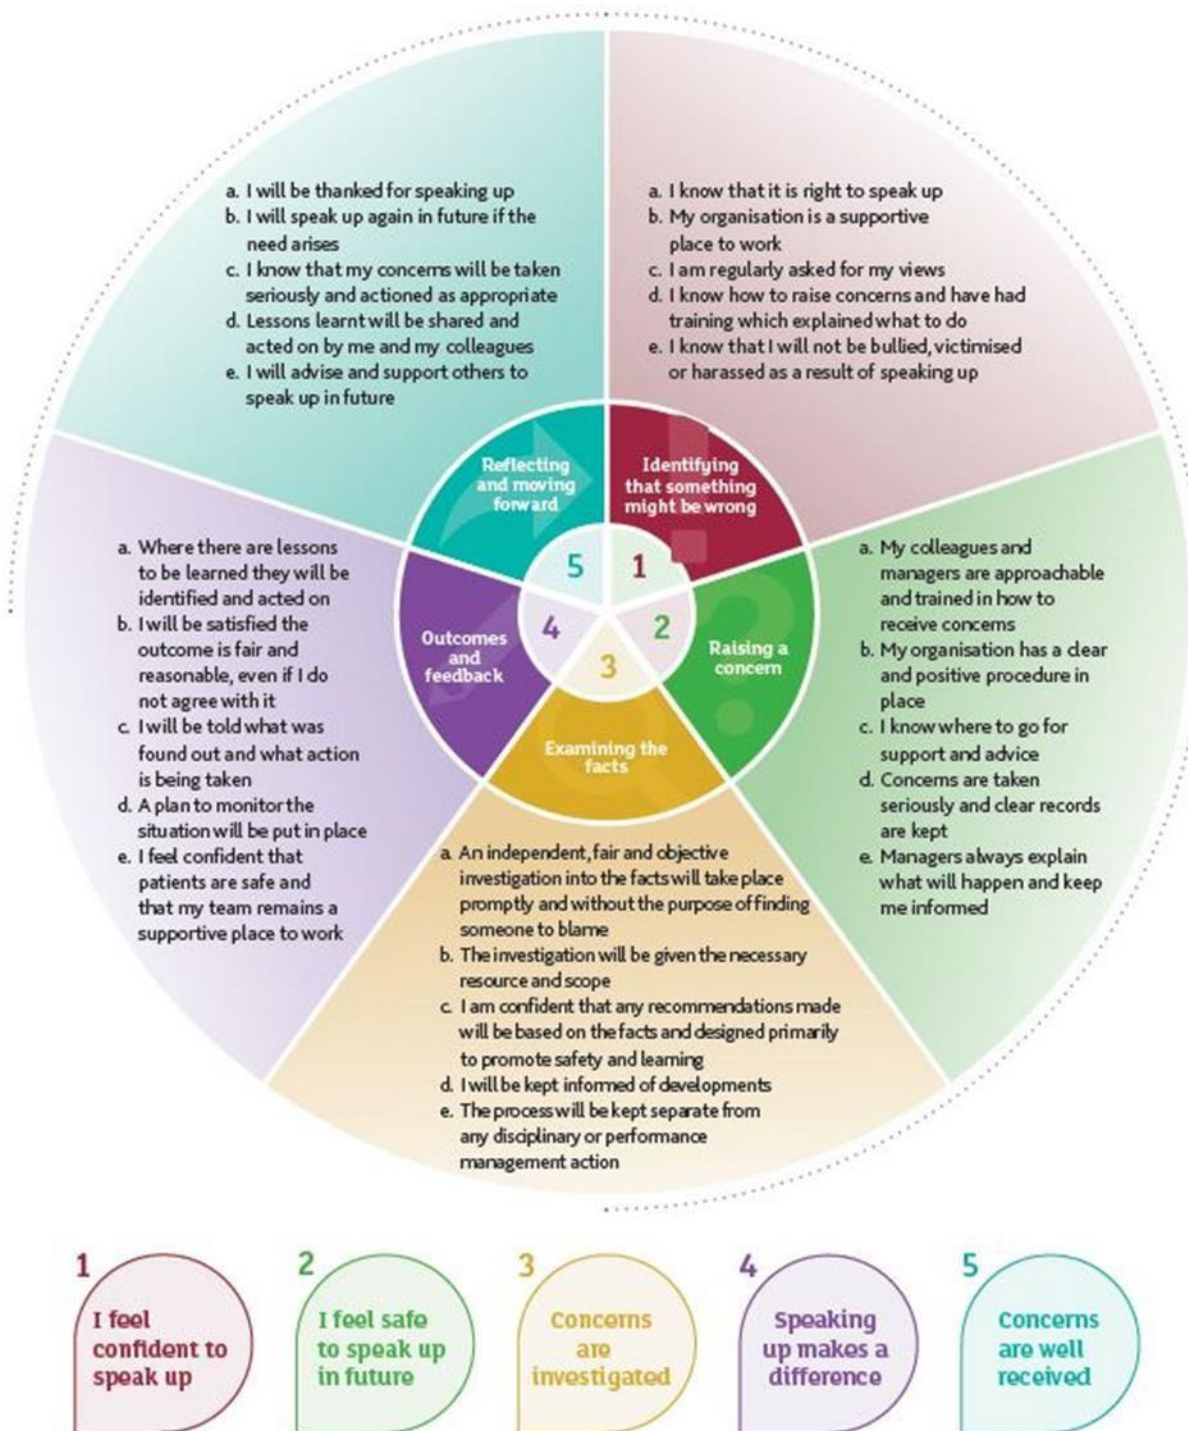 a. I will be thanked for speaking up
b. I will speak up again in future if the
need arises
c. I know that my concerns will be taken
seriously and actioned as appropriate
d. Lessons learnt will be shared and
acted on by me and my colleagues
e. I will advise and support others to
speak up in future
a. I know that it is right to speak up
b. My organisation is a supportive
place to work
c. I am regularly asked for my views
d. I know how to raise concerns and have had
training which explained what to do
e. I know that I will not be bullied, victimised
or harassed as a result of speaking up
Reflecting
and moving
forward
Identifying
that something
might be wrong
5
1
4
2
3
Outcomes
and
feedback
Raising a
concern
Examining the
facts
a. Where there are lessons
to be learned they will be
identified and acted on
b. I will be satisfied the
outcome is fair and
reasonable, even if I do
not agree with it
c. I will be told what was
found out and what action
is being taken
d. A plan to monitor the
situation will be put in place
e. I feel confident that
patients are safe and
that my team remains a
supportive place to work
a. My colleagues and
managers are approachable
and trained in how to
receive concerns
b. My organisation has a clear
and positive procedure in
place
c. I know where to go for
support and advice
d. Concerns are taken
seriously and clear records
are kept
e. Managers always explain
what will happen and keep
me informed
a. An independent, fair and objective
investigation into the facts will take place
promptly and without the purpose of finding
someone to blame
b. The investigation will be given the necessary
resource and scope
c. I am confident that any recommendations made
will be based on the facts and designed primarily
to promote safety and learning
d. I will be kept informed of developments
e. The process will be kept separate from
any disciplinary or performance
management action
1
I feel
confident to
speak up
2
I feel safe
to speak up
in future
3
Concerns
are
investigated
4
Speaking
up makes a
difference
5
Concerns
are well
received